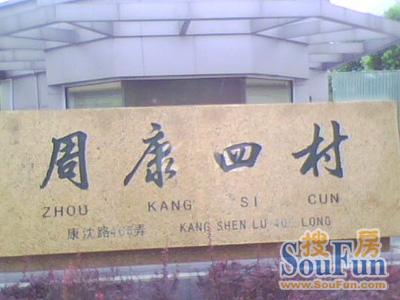 周康四村
ZHOU KANG SI CUN
康沈路弄 KANG SHEN LU LONG
搜房
SouFun
www.SouFun.com